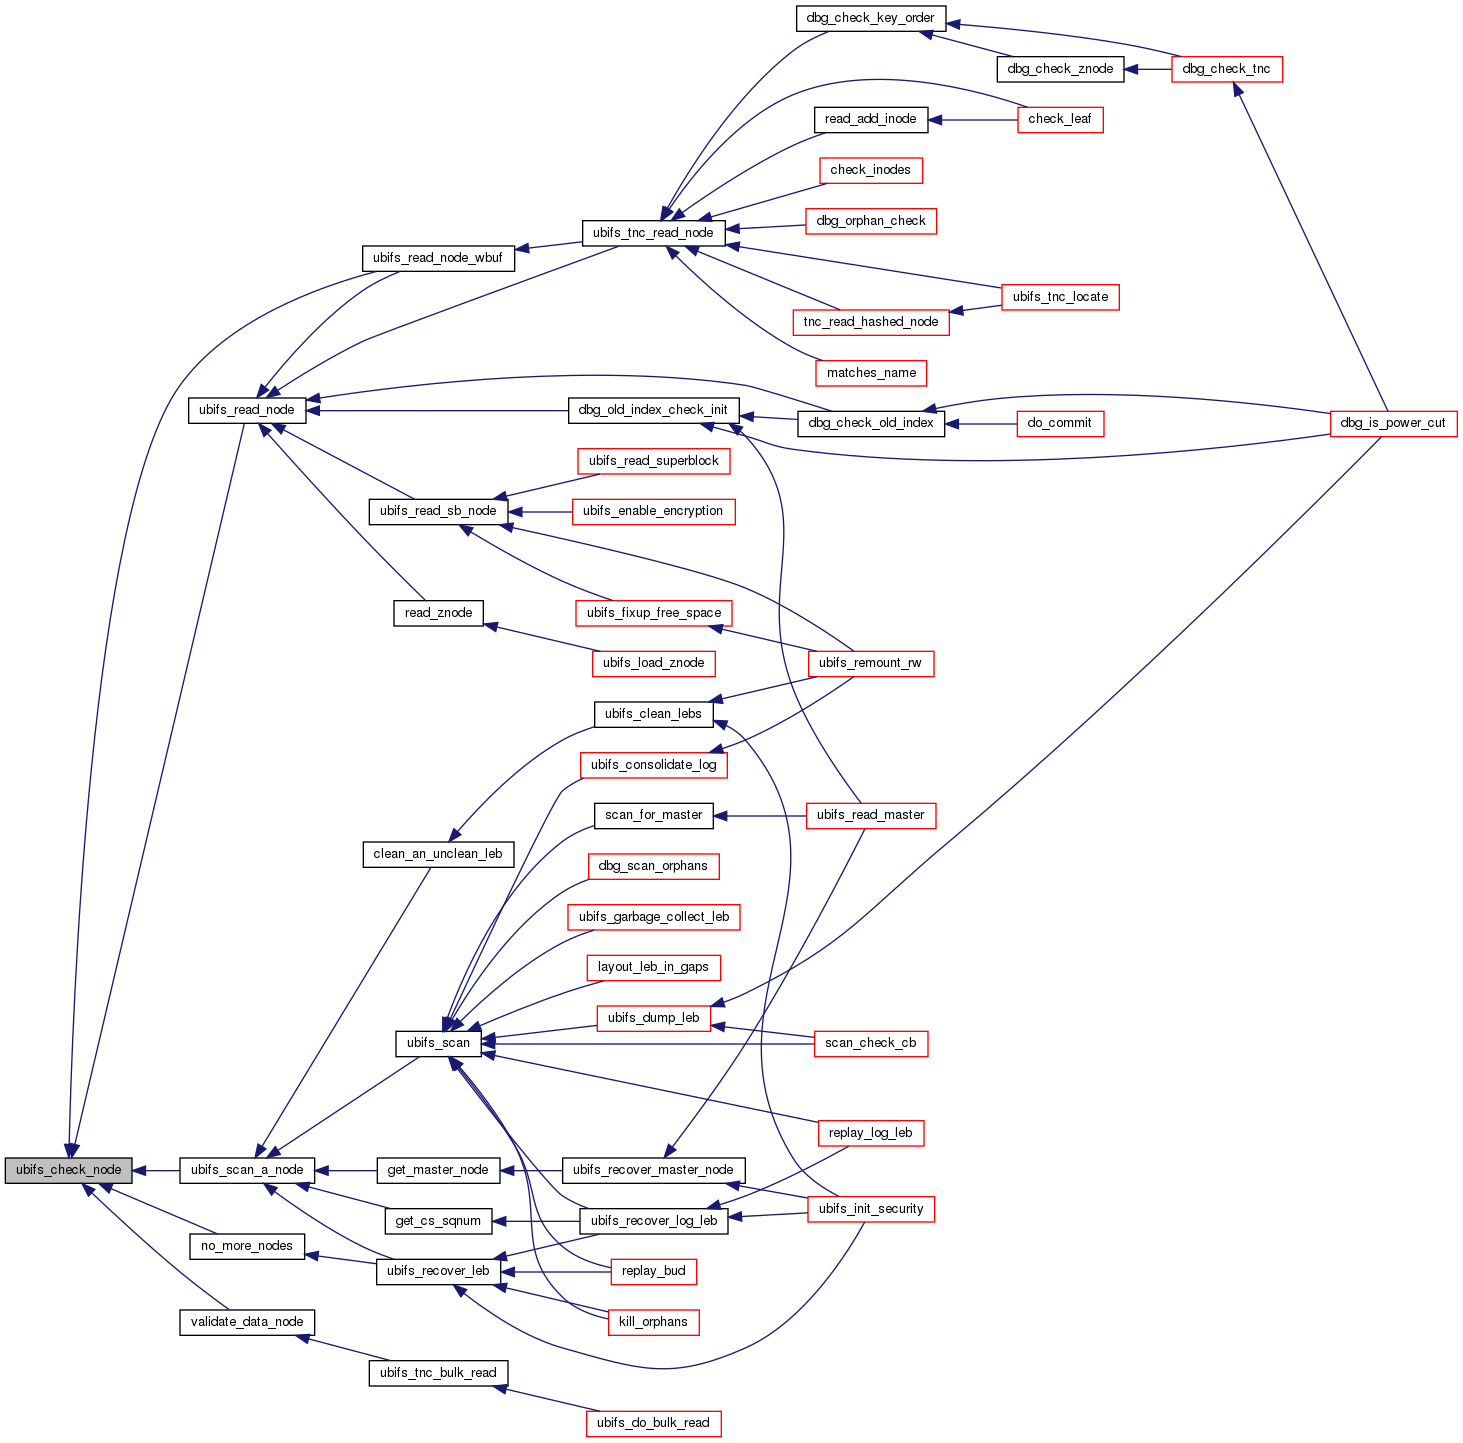 dbg_check_key_order
dbg_check_znode
dbg_check_tnc
read_add_inode
check_leaf
check_inodes
dbg_orphan_check
ubifs_tnc_read_node
ubifs_read_node_wbuf
ubifs_tnc_locate
tnc_read_hashed_node
matches_name
ubifs_read_node
dbg_old_index_check_init
dbg_check_old_index
do_commit
dbg_is_power_cut
ubifs_read_superblock
ubifs_read_sb_node
ubifs_enable_encryption
read_znode
ubifs_fixup_free_space
ubifs_load_znode
ubifs_remount_rw
ubifs_clean_lebs
ubifs_consolidate_log
scan_for_master
ubifs_read_master
clean_an_unclean_leb
dbg_scan_orphans
ubifs_garbage_collect_leb
layout_leb_in_gaps
ubifs_dump_leb
ubifs_scan
scan_check_cb
replay_log_leb
ubifs_check_node
ubifs_scan_a_node
get_master_node
ubifs_recover_master_node
ubifs_init_security
get_cs_sqnum
ubifs_recover_log_leb
no_more_nodes
ubifs_recover_leb
replay_bud
validate_data_node
kill_orphans
ubifs_tnc_bulk_read
ubifs_do_bulk_read